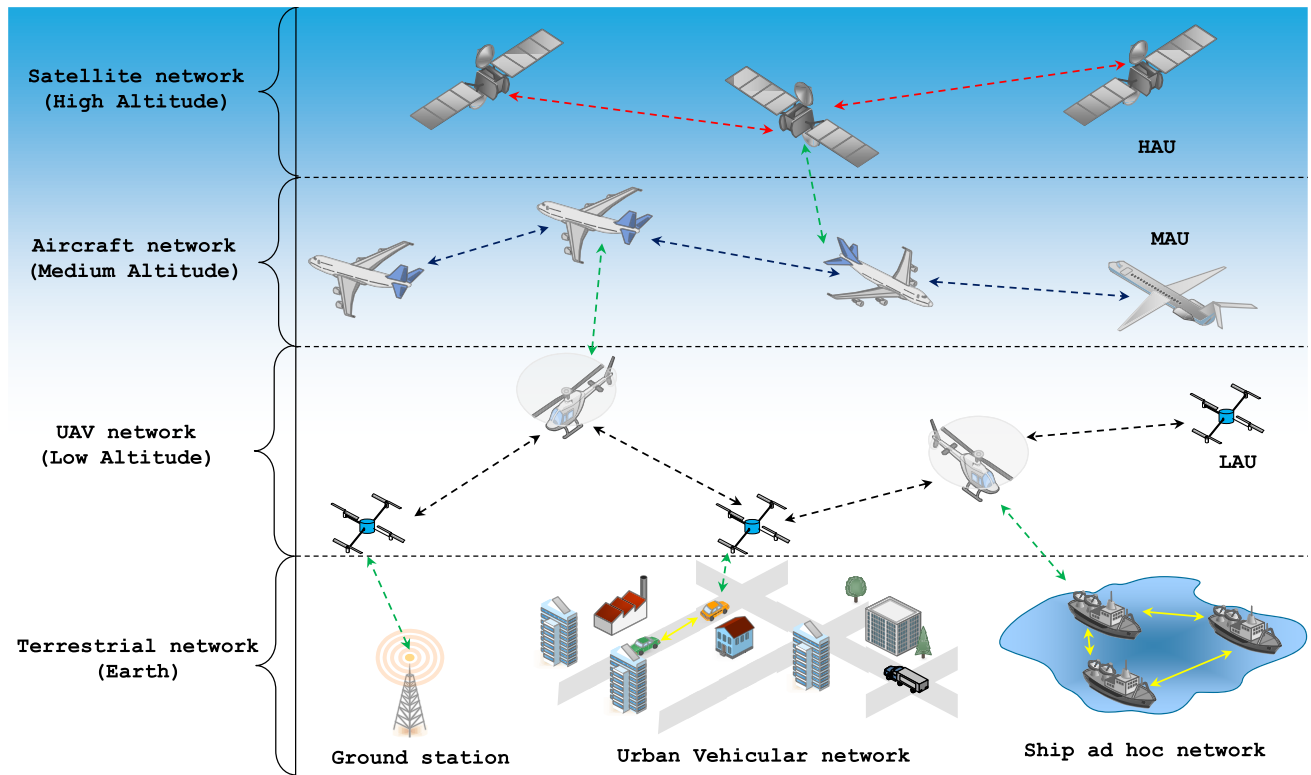 Satellite network
(High Altitude)
HAU
Aircraft network
(Medium Altitude)
MAU
UAV network
(Low Altitude)
LAU
Terrestrial network
(Earth)
Ground station
Urban Vehicular network
Ship ad hoc network